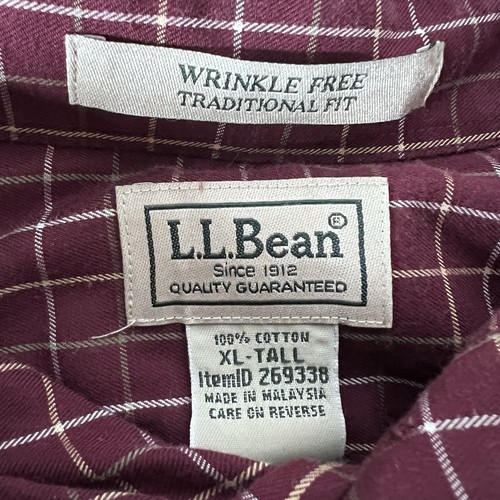 WRINKLE FREE
TRADITIONAL FIT
L.L.Bean®
Since 1912
QUALITY GUARANTEED
100% COTTON
XL-TALL
ItemID 269338
MADE IN MALAYSIA
CARE ON REVERSE